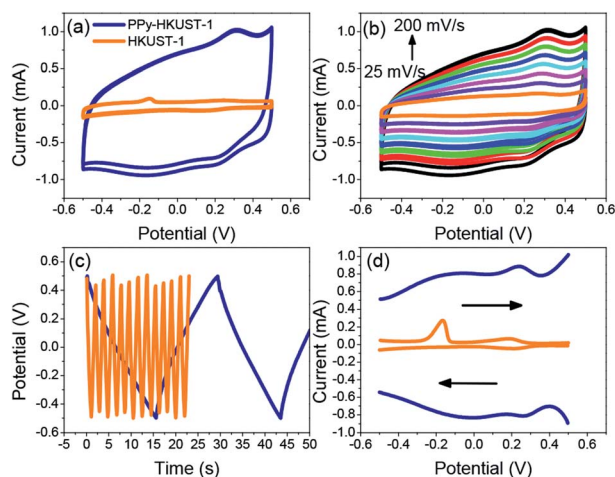 (a)
PPy-HKUST-1
HKUST-1
Current (mA)
1.0
0.5
0.0
-0.5
-1.0
-0.6 -0.4 -0.2 0.0 0.2 0.4 0.6
Potential (V)
(b)
200 mV/s
25 mV/s
Current (mA)
1.0
0.5
0.0
-0.5
-1.0
-0.6 -0.4 -0.2 0.0 0.2 0.4 0.6
Potential (V)
(c)
Potential (V)
0.6
0.4
0.2
0.0
-0.2
-0.4
-0.6
-5 0 5 10 15 20 25 30 35 40 45 50
Time (s)
(d)
Current (mA)
1.0
0.8
0.6
0.4
0.2
0.0
-0.2
-0.4
-0.6
-0.8
-1.0
-0.6 -0.4 -0.2 0.0 0.2 0.4 0.6
Potential (V)